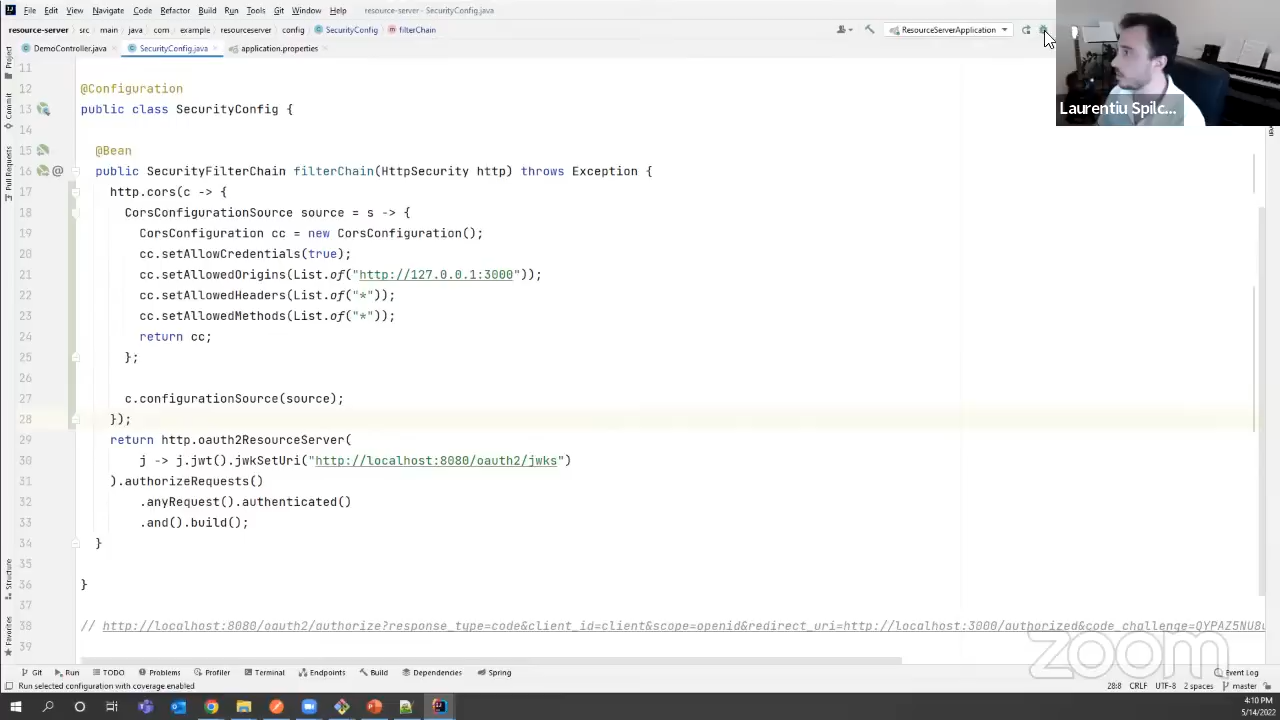 File Edit View Navigate Code Refactor Build Run Tools Git Window Help resource-server - SecurityConfig.java
resource-server src main java com example resourceserver config SecurityConfig filterChain ResourceServerApplication
DemoController.java SecurityConfig.java application.properties
Project
Commit
Pull Requests
Structure
Favorites
Laurentiu Spilc...
11
12 @Configuration
13 public class SecurityConfig {
14
15 @Bean
16 @ public SecurityFilterChain filterChain(HttpSecurity http) throws Exception {
17 http.cors(c -> {
18 CorsConfigurationSource source = s -> {
19 CorsConfiguration cc = new CorsConfiguration();
20 cc.setAllowCredentials(true);
21 cc.setAllowedOrigins(List.of("http://127.0.0.1:3000"));
22 cc.setAllowedHeaders(List.of("*"));
23 cc.setAllowedMethods(List.of("*"));
24 return cc;
25 };
26
27 c.configurationSource(source);
28 });
29 return http.oauth2ResourceServer(
30 j -> j.jwt().jwkSetUri("http://localhost:8080/oauth2/jwks")
31 ).authorizeRequests()
32 .anyRequest().authenticated()
33 .and().build();
34 }
35
36 }
37
38 // http://localhost:8080/oauth2/authorize?response_type=code&client_id=client&scope=openid&redirect_uri=http://localhost:3000/authorized&code_challenge=QYPAZ5NU8
39
zoom
Git Run TODO Problems Profiler Terminal Endpoints Build Dependencies Spring Event Log
Run selected configuration with coverage enabled 28:8 CRLF UTF-8 2 spaces master
4:10 PM
5/14/2022